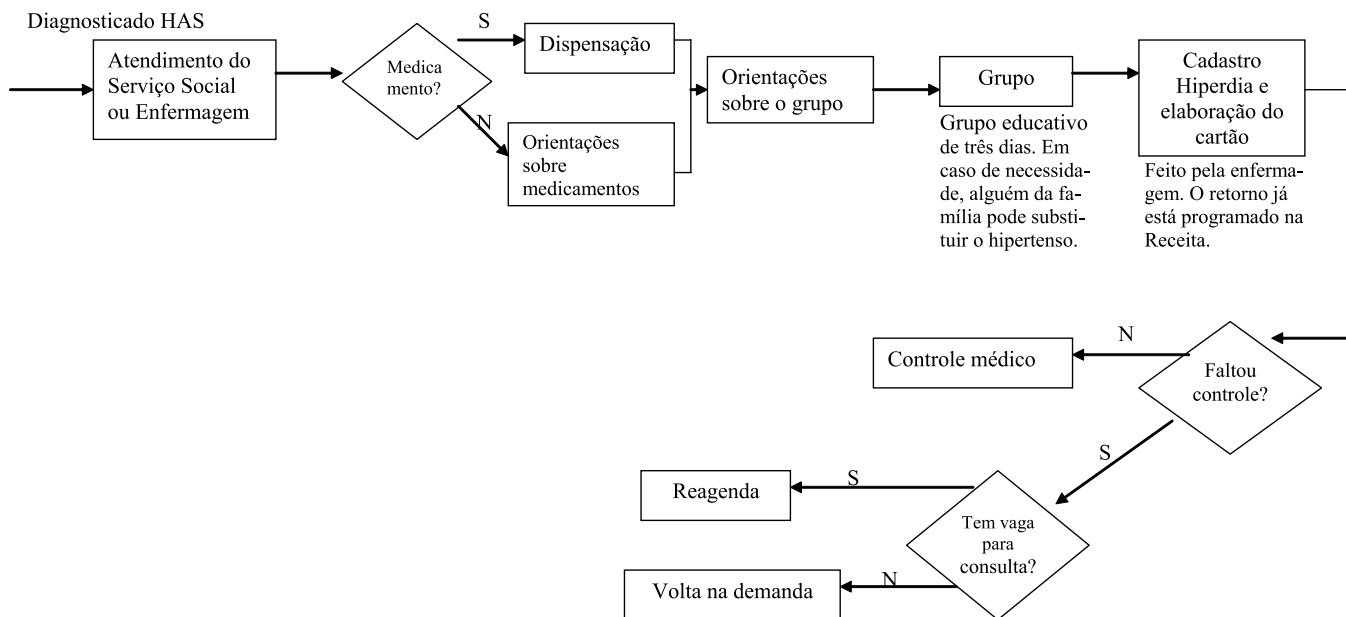 Diagnosticado HAS
Atendimento do
Serviço Social
ou Enfermagem
Medica
mento?
S
Dispensação
N
Orientações
sobre
medicamentos
Orientações
sobre o grupo
Grupo
Grupo educativo
de três dias. Em
caso de necessida-
de, alguém da fa-
mília pode substi-
tuir o hipertenso.
Cadastro
Hiperdia e
elaboração do
cartão
Feito pela enferma-
gem. O retorno já
está programado na
Receita.
Faltou
controle?
N
Controle médico
S
Tem vaga
para
consulta?
S
Reagenda
N
Volta na demanda